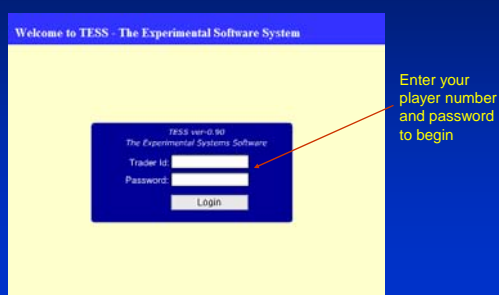 Welcome to TESS - The Experimental Software System
TESS ver-0.90
The Experimental Systems Software
Trader Id:
Password:
Login
Enter your
player number
and password
to begin